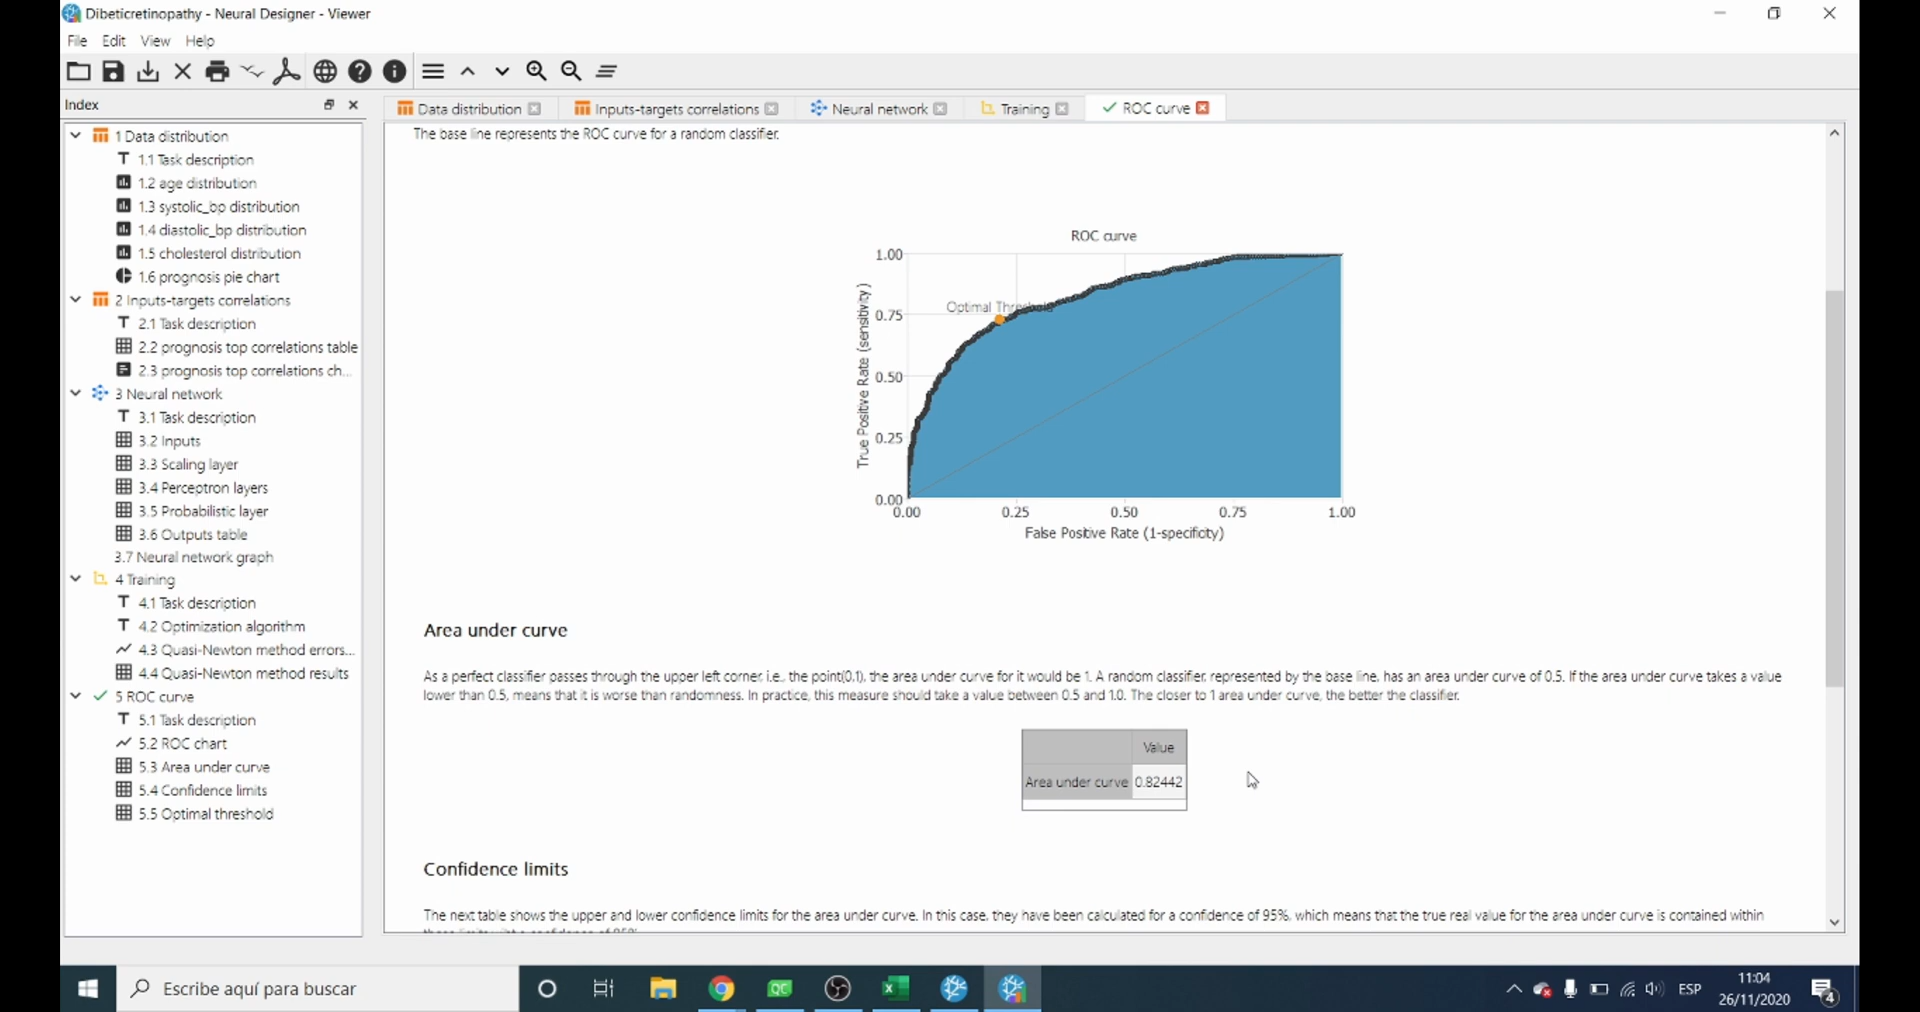 Dibeticretinopathy - Neural Designer - Viewer
File Edit View Help
Index
1 Data distribution
1.1 Task description
1.2 age distribution
1.3 systolic_bp distribution
1.4 diastolic_bp distribution
1.5 cholesterol distribution
1.6 prognosis pie chart
2 Inputs-targets correlations
2.1 Task description
2.2 prognosis top correlations table
2.3 prognosis top correlations ch...
3 Neural network
3.1 Task description
3.2 Inputs
3.3 Scaling layer
3.4 Perceptron layers
3.5 Probabilistic layer
3.6 Outputs table
3.7 Neural network graph
4 Training
4.1 Task description
4.2 Optimization algorithm
4.3 Quasi-Newton method errors...
4.4 Quasi-Newton method results
5 ROC curve
5.1 Task description
5.2 ROC chart
5.3 Area under curve
5.4 Confidence limits
5.5 Optimal threshold
Data distribution Inputs-targets correlations Neural network Training ROC curve
The base line represents the ROC curve for a random classifier.
ROC curve
1.00
0.75
0.50
0.25
0.00
True Positive Rate (sensitivity)
Optimal Threshold
0.00 0.25 0.50 0.75 1.00
False Positive Rate (1-specificity)
Area under curve
As a perfect classifier passes through the upper left corner, i.e., the point(0,1), the area under curve for it would be 1. A random classifier, represented by the base line, has an area under curve of 0.5. If the area under curve takes a value
lower than 0.5, means that it is worse than randomness. In practice, this measure should take a value between 0.5 and 1.0. The closer to 1 area under curve, the better the classifier.
Value
Area under curve 0.82442
Confidence limits
The next table shows the upper and lower confidence limits for the area under curve. In this case, they have been calculated for a confidence of 95%, which means that the true real value for the area under curve is contained within
Escribe aquí para buscar
QC
ESP
11:04
26/11/2020
4